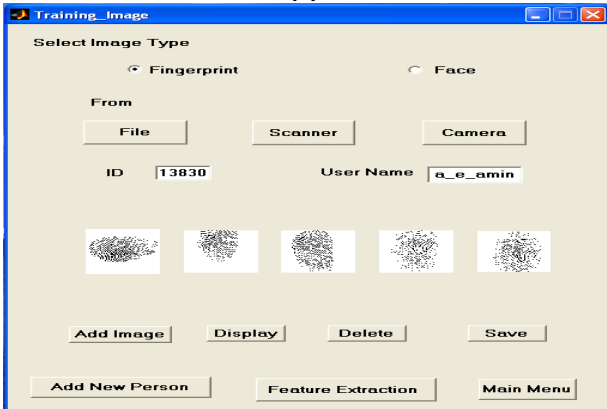 Training_Image
Select Image Type
Fingerprint Face
From
File Scanner Camera
ID 13830 User Name a_e_amin
Add Image Display Delete Save
Add New Person Feature Extraction Main Menu